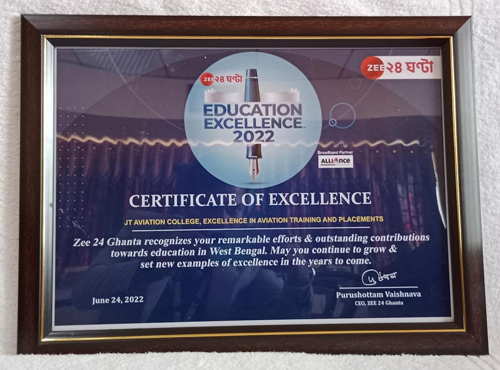 ZEE ২৪ ঘণ্টা
ZEE ২৪ ঘণ্টা
EDUCATION
EXCELLENCE
2022
Broadband Partner
ALLIANCE
CERTIFICATE OF EXCELLENCE
JT AVIATION COLLEGE, EXCELLENCE IN AVIATION TRAINING AND PLACEMENTS
Zee 24 Ghanta recognizes your remarkable efforts & outstanding contributions
towards education in West Bengal. May you continue to grow &
set new examples of excellence in the years to come.
June 24, 2022
Purushottam Vaishnava
CEO, ZEE 24 Ghanta